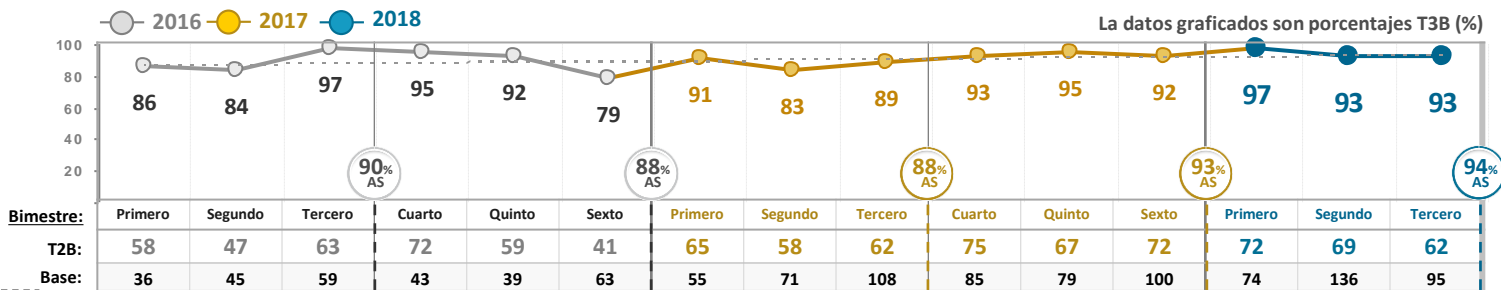 2016 2017 2018 La datos graficados son porcentajes T3B (%)
100
80
60
40
20
86 84 97 95 92 79 91 83 89 93 95 92 97 93 93
90% AS 88% AS 88% AS 93% AS 94% AS
Bimestre: Primero Segundo Tercero Cuarto Quinto Sexto Primero Segundo Tercero Cuarto Quinto Sexto Primero Segundo Tercero
T2B: 58 47 63 72 59 41 65 58 62 75 67 72 72 69 62
Base: 36 45 59 43 39 63 55 71 108 85 79 100 74 136 95